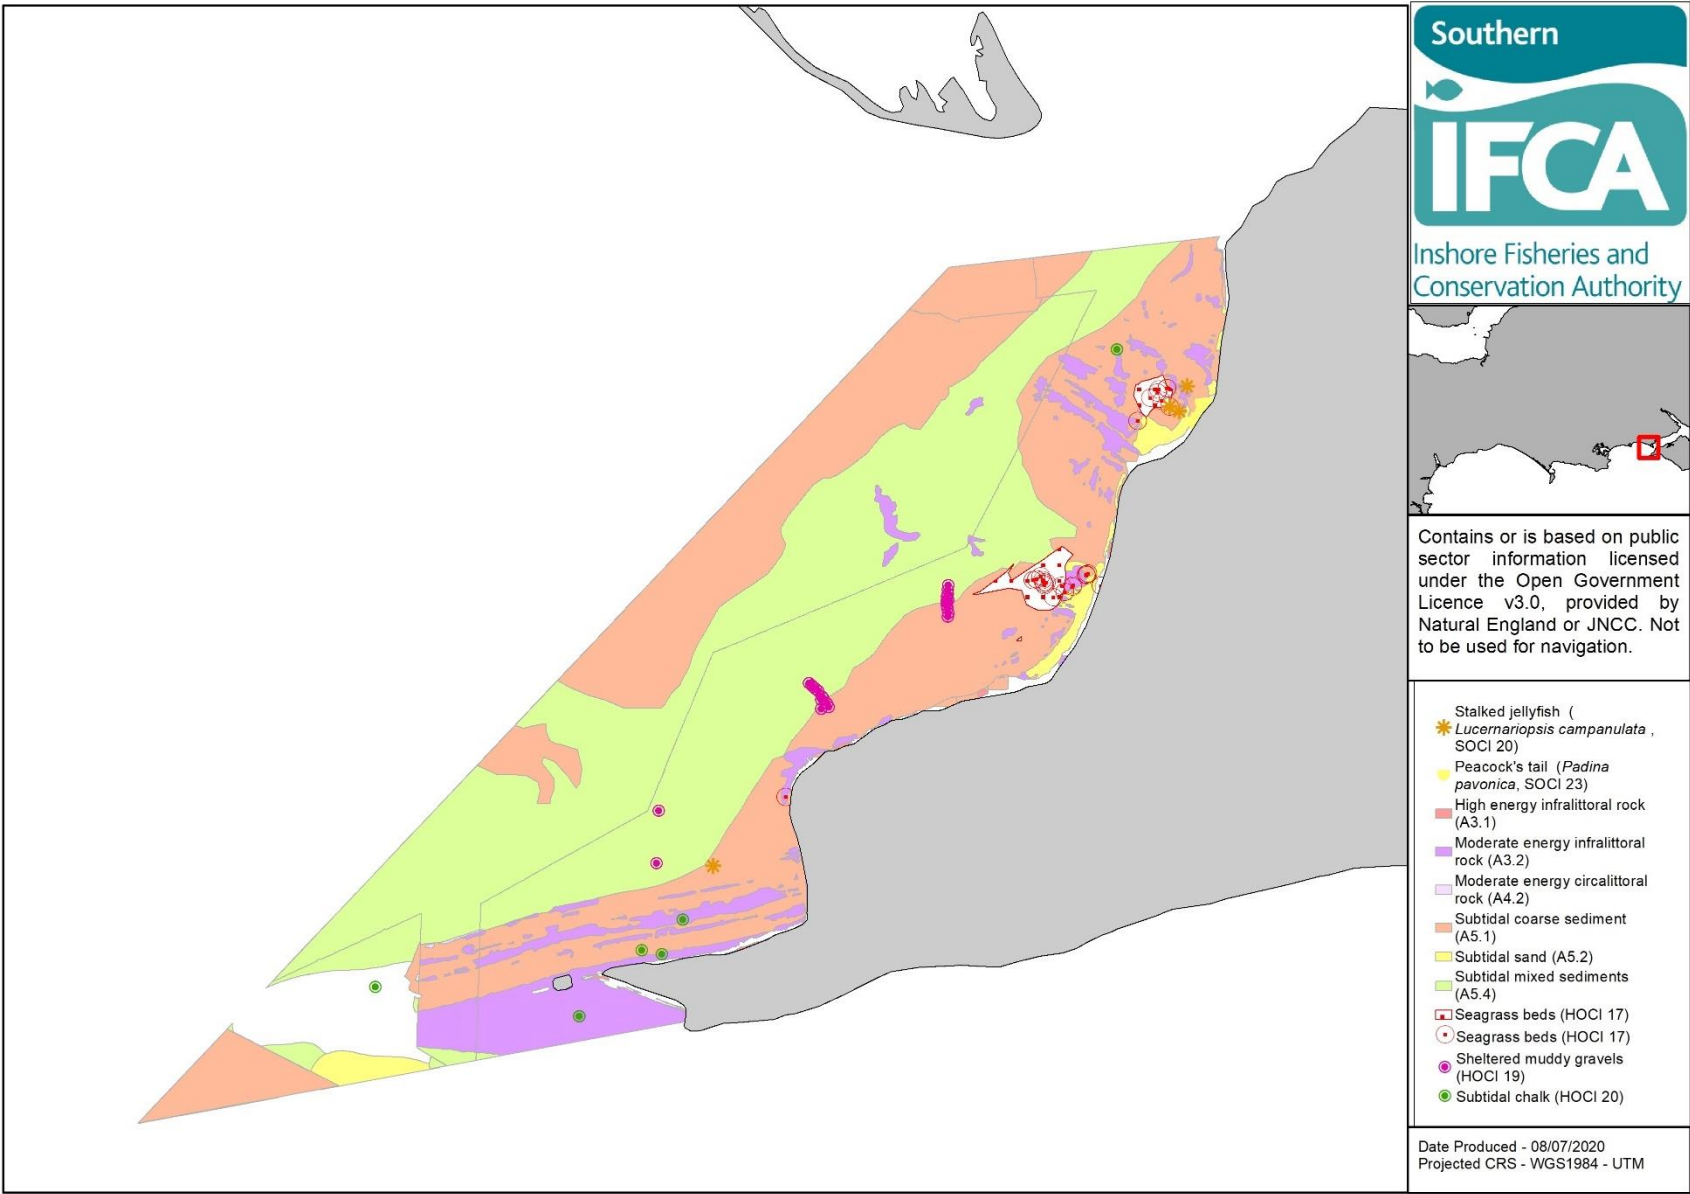 Southern
IFCA
Inshore Fisheries and
Conservation Authority
Contains or is based on public
sector information licensed
under the Open Government
Licence v3.0, provided by
Natural England or JNCC. Not
to be used for navigation.
Stalked jellyfish (
Lucernariopsis campanulata ,
SOCI 20)
Peacock's tail (Padina
pavonica, SOCI 23)
High energy infralittoral rock
(A3.1)
Moderate energy infralittoral
rock (A3.2)
Moderate energy circalittoral
rock (A4.2)
Subtidal coarse sediment
(A5.1)
Subtidal sand (A5.2)
Subtidal mixed sediments
(A5.4)
Seagrass beds (HOCI 17)
Seagrass beds (HOCI 17)
Sheltered muddy gravels
(HOCI 19)
Subtidal chalk (HOCI 20)
Date Produced - 08/07/2020
Projected CRS - WGS1984 - UTM